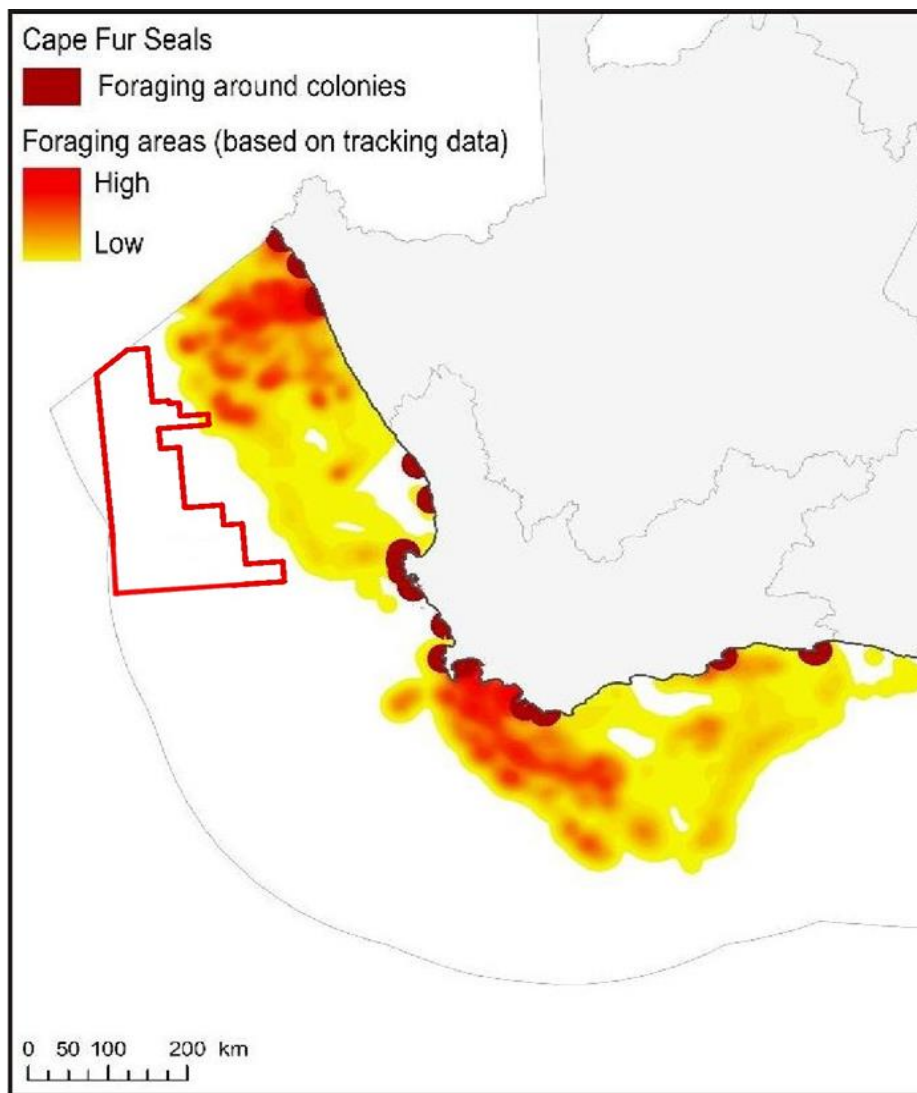 Cape Fur Seals
Foraging around colonies
Foraging areas (based on tracking data)
High
Low
0 50 100 200 km